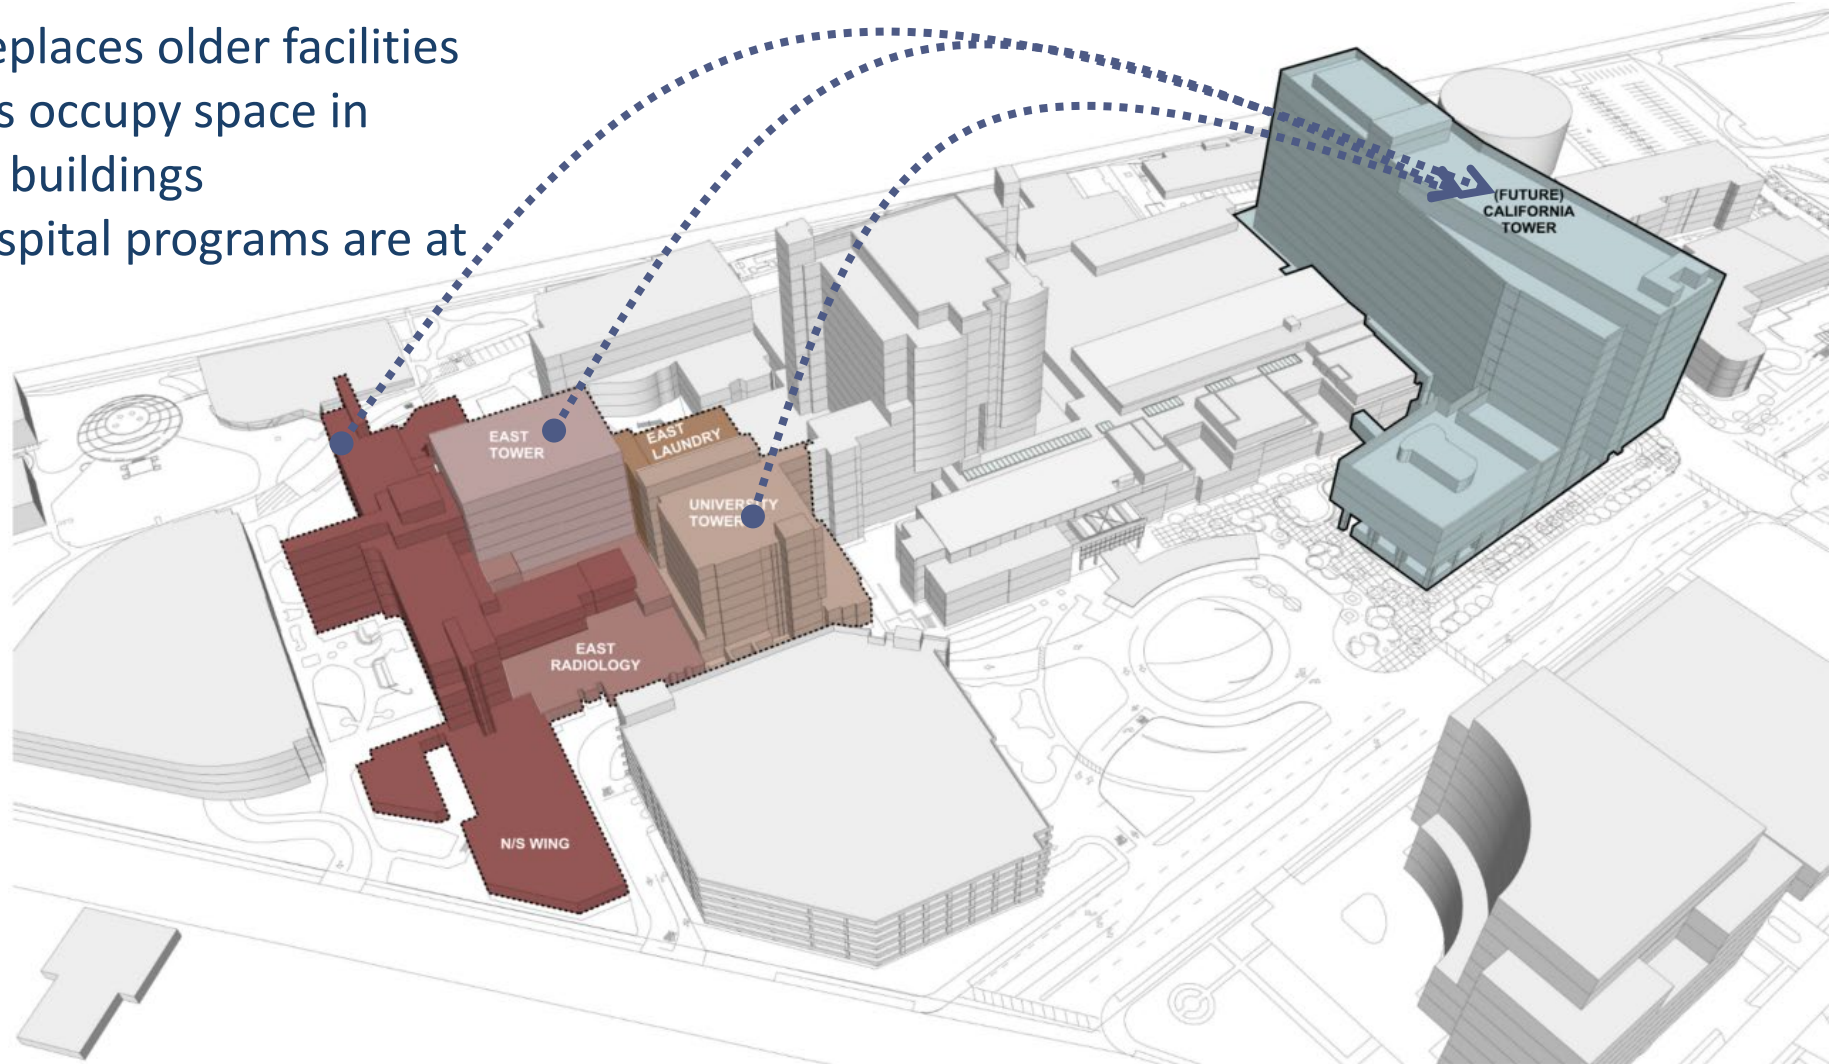 eplaces older facilities
s occupy space in
buildings
spital programs are at
(FUTURE)
CALIFORNIA
TOWER
EAST
TOWER
EAST
LAUNDRY
UNIVERSITY
TOWER
EAST
RADIOLOGY
N/S WING